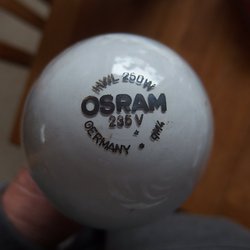 HWL 250W
OSRAM
235 V
GERMANY